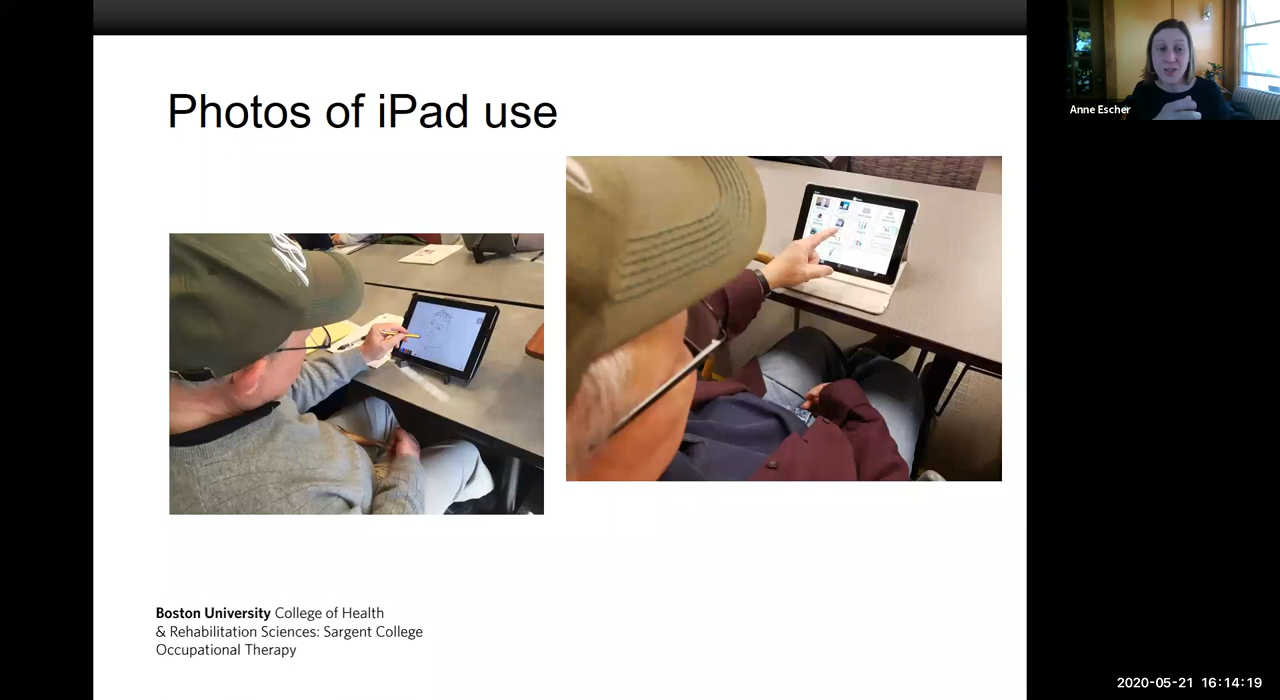 Photos of iPad use
Anne Escher
Boston University College of Health
& Rehabilitation Sciences: Sargent College
Occupational Therapy
2020-05-21 16:14:19